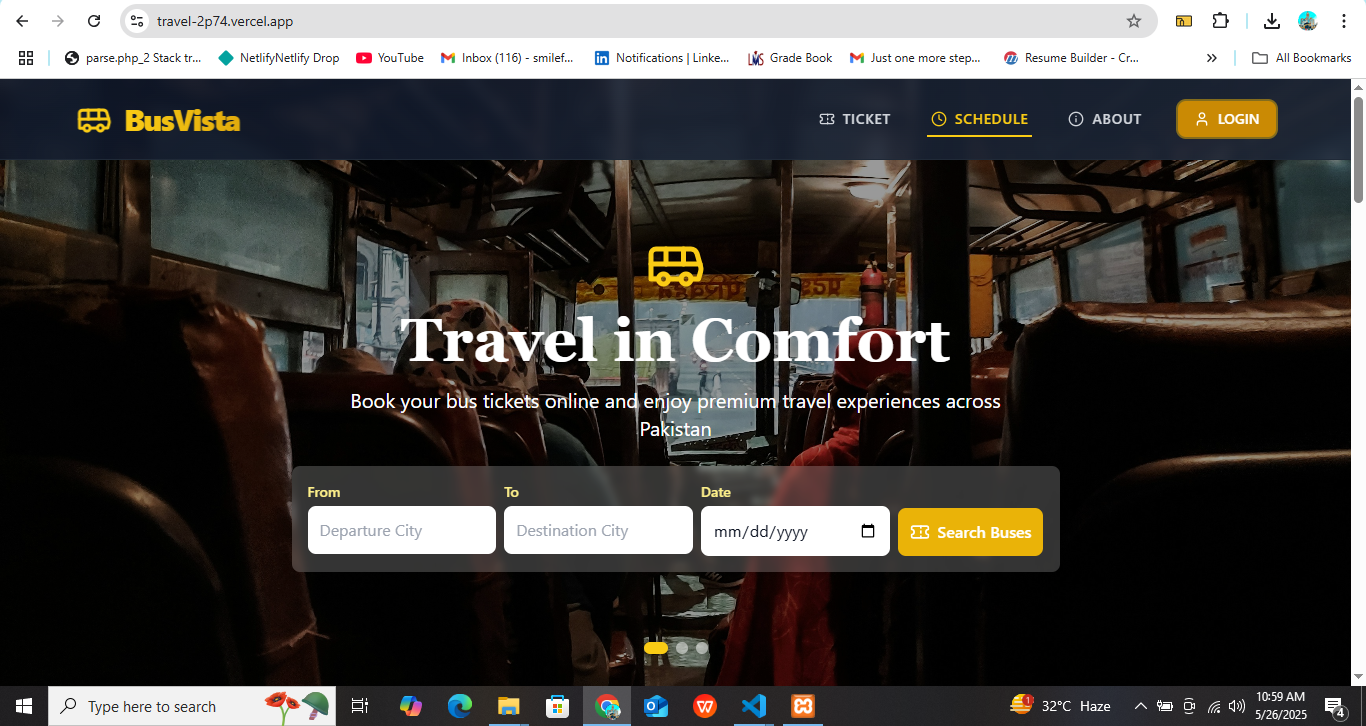 travel-2p74.vercel.app
parse.php_2 Stack tr...
NetlifyNetlify Drop
YouTube
Inbox (116) - smilef...
Notifications | Linke...
Grade Book
Just one more step...
Resume Builder - Cr...
»
All Bookmarks
BusVista
TICKET
SCHEDULE
ABOUT
LOGIN
Travel in Comfort
Book your bus tickets online and enjoy premium travel experiences across
Pakistan
From
To
Date
Departure City
Destination City
mm/dd/yyyy
Search Buses
Type here to search
1
32°C Haze
10:59 AM
5/26/2025
4